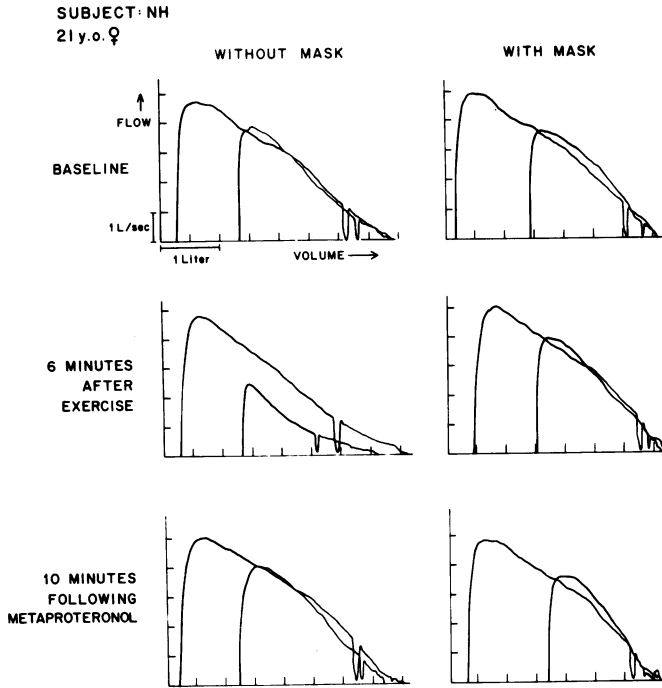 SUBJECT: NH
21 y.o. ♀
WITHOUT MASK
WITH MASK
↑
FLOW
BASELINE
1 L/sec
1 Liter
VOLUME →
6 MINUTES
AFTER
EXERCISE
10 MINUTES
FOLLOWING
METAPROTERONOL